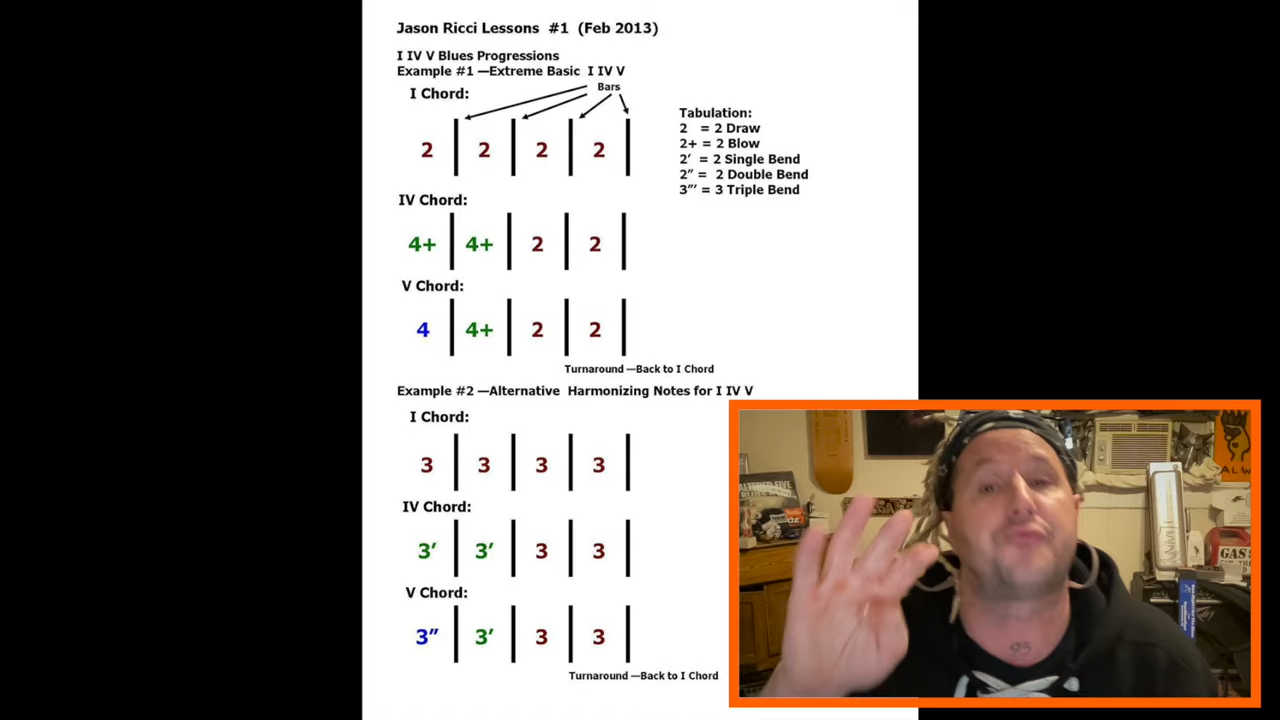 Jason Ricci Lessons #1 (Feb 2013)
I IV V Blues Progressions
Example #1 —Extreme Basic I IV V
Bars
I Chord:
2 2 2 2
Tabulation:
2 = 2 Draw
2+ = 2 Blow
2′ = 2 Single Bend
2″ = 2 Double Bend
3″′ = 3 Triple Bend
IV Chord:
4+ 4+ 2 2
V Chord:
4 4+ 2 2
Turnaround —Back to I Chord
Example #2 —Alternative Harmonizing Notes for I IV V
I Chord:
3 3 3 3
IV Chord:
3′ 3′ 3 3
V Chord:
3″ 3′ 3 3
Turnaround —Back to I Chord
ALTERED FIVE
GAS
93